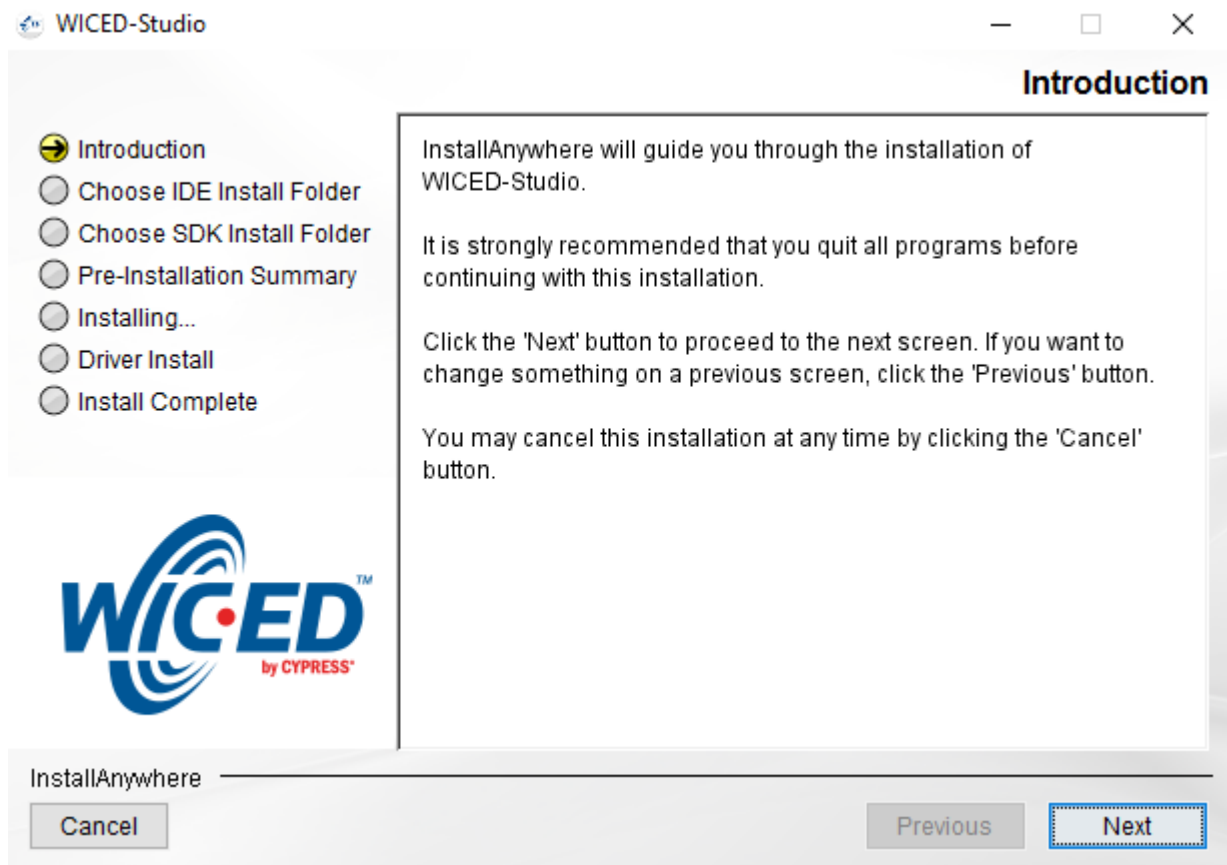 WICED-Studio
Introduction
Introduction
Choose IDE Install Folder
Choose SDK Install Folder
Pre-Installation Summary
Installing...
Driver Install
Install Complete
InstallAnywhere will guide you through the installation of
WICED-Studio.
It is strongly recommended that you quit all programs before
continuing with this installation.
Click the 'Next' button to proceed to the next screen. If you want to
change something on a previous screen, click the 'Previous' button.
You may cancel this installation at any time by clicking the 'Cancel'
button.
WICED™
by CYPRESS®
InstallAnywhere
Cancel
Previous
Next